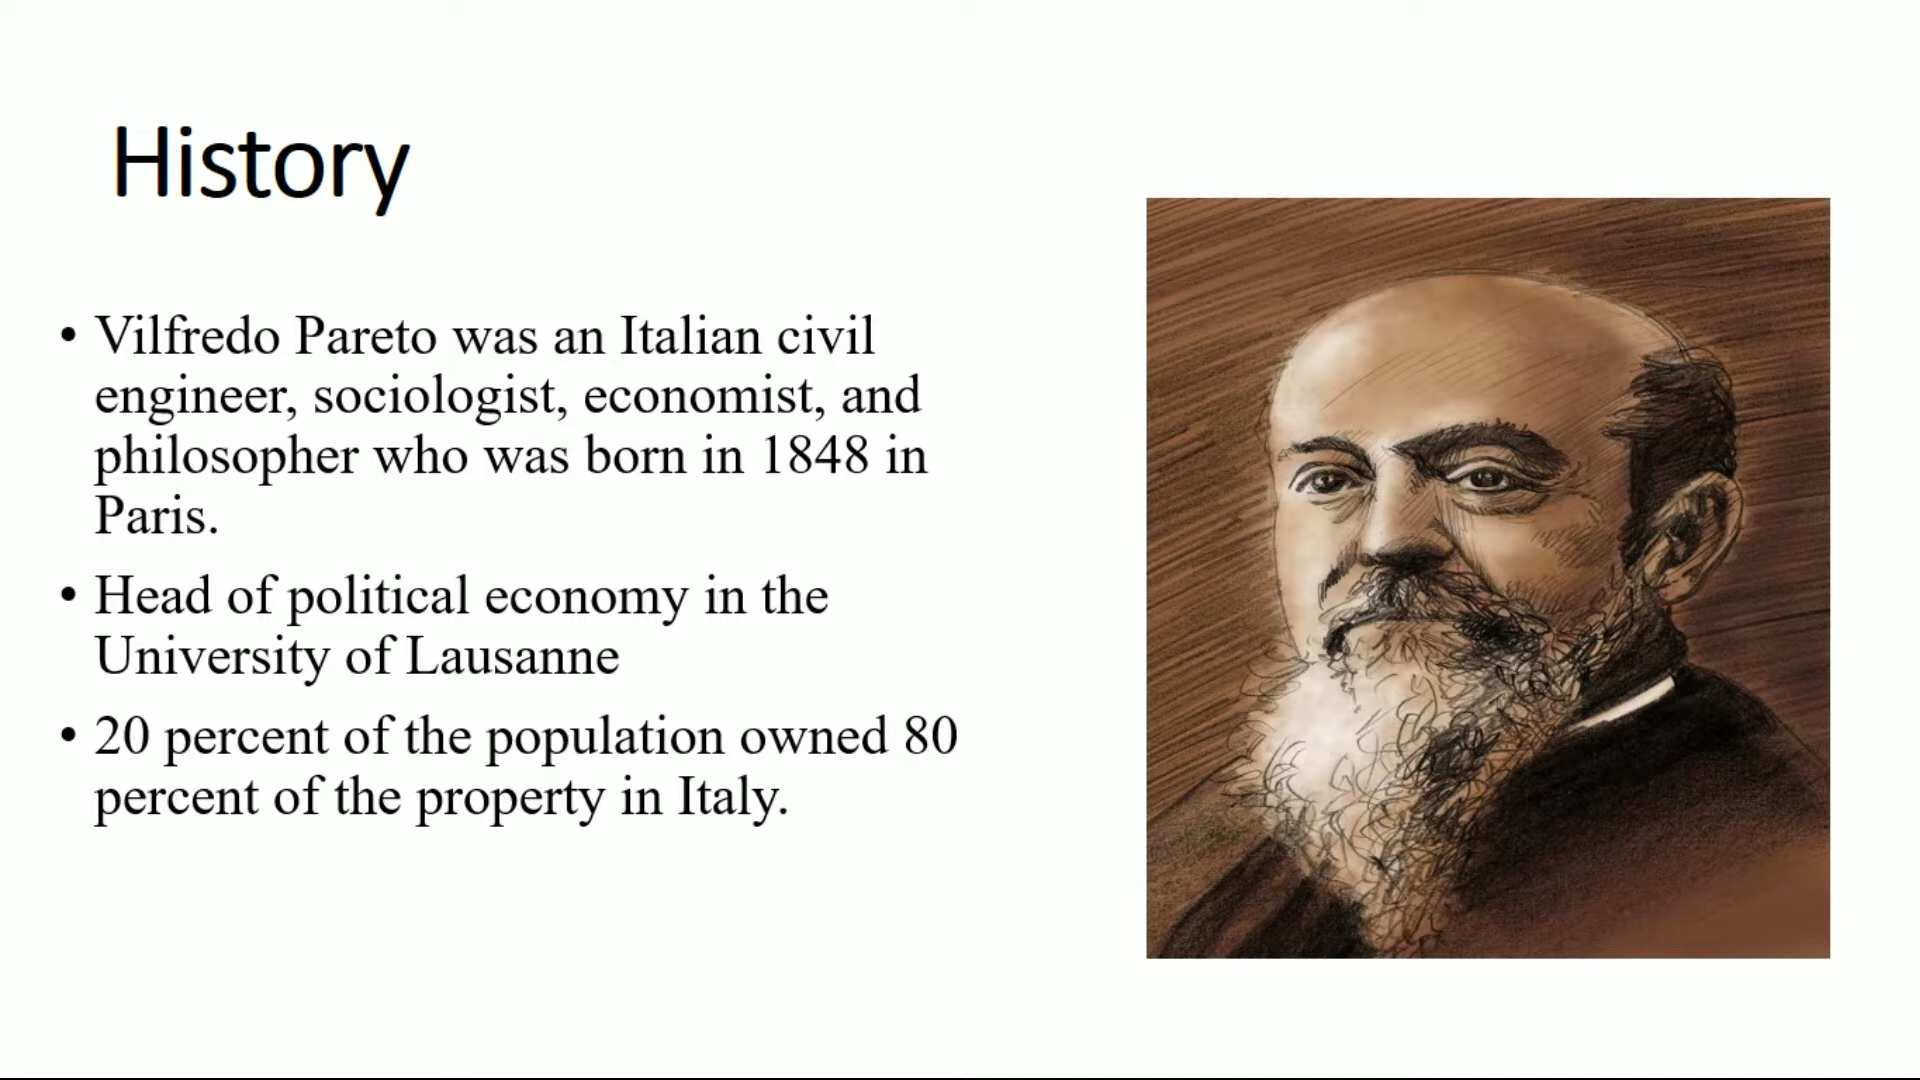 History
• Vilfredo Pareto was an Italian civil
engineer, sociologist, economist, and
philosopher who was born in 1848 in
Paris.
• Head of political economy in the
University of Lausanne
• 20 percent of the population owned 80
percent of the property in Italy.